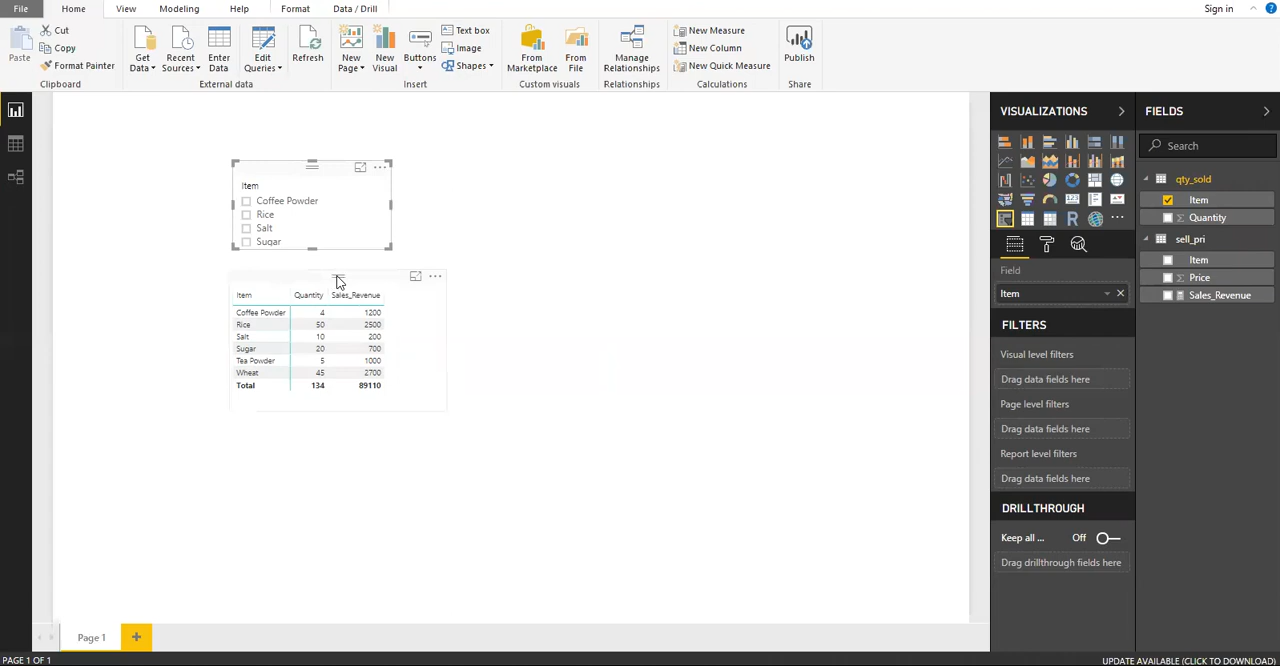 File Home View Modeling Help Format Data / Drill Sign in ?
Paste Cut Copy Format Painter Clipboard
Get Data Recent Sources Enter Data Edit Queries Refresh External data
New Page New Visual Buttons Text box Image Shapes Insert
From Marketplace From File Custom visuals
Manage Relationships Relationships
New Measure New Column New Quick Measure Calculations
Publish Share
Item
Coffee Powder
Rice
Salt
Sugar
Item Quantity Sales_Revenue
Coffee Powder 4 1200
Rice 50 2500
Salt 10 200
Sugar 20 700
Tea Powder 5 1000
Wheat 45 2700
Total 134 89110
VISUALIZATIONS
R
Field
Item
FILTERS
Visual level filters
Drag data fields here
Page level filters
Drag data fields here
Report level filters
Drag data fields here
DRILLTHROUGH
Keep all ... Off
Drag drillthrough fields here
FIELDS
Search
qty_sold
Item
Σ Quantity
sell_pri
Item
Σ Price
Sales_Revenue
Page 1 +
PAGE 1 OF 1
UPDATE AVAILABLE (CLICK TO DOWNLOAD)